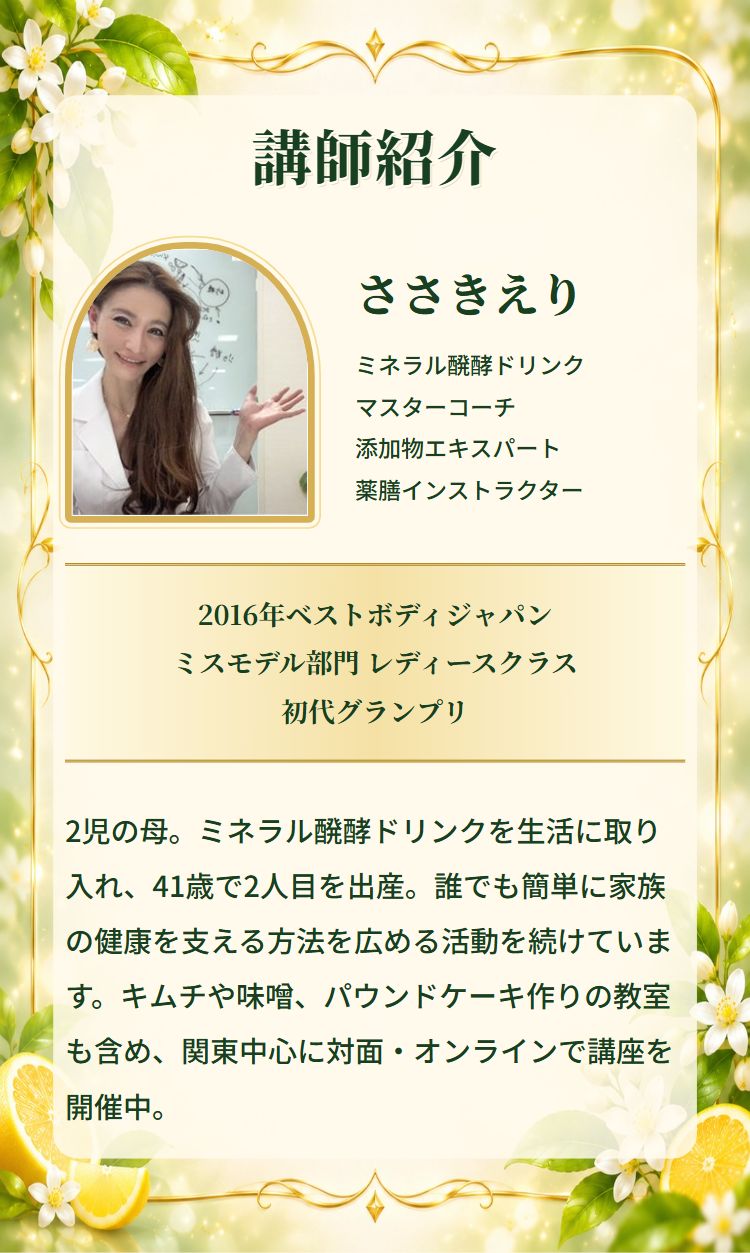 講師紹介
ささきえり
ミネラル醗酵ドリンク
マスターコーチ
添加物エキスパート
薬膳インストラクター
2016年ベストボディジャパン
ミスモデル部門 レディースクラス
初代グランプリ
2児の母。ミネラル醗酵ドリンクを生活に取り
入れ、41歳で2人目を出産。誰でも簡単に家族
の健康を支える方法を広める活動を続けていま
す。キムチや味噌、パウンドケーキ作りの教室
も含め、関東中心に対面・オンラインで講座を
開催中。